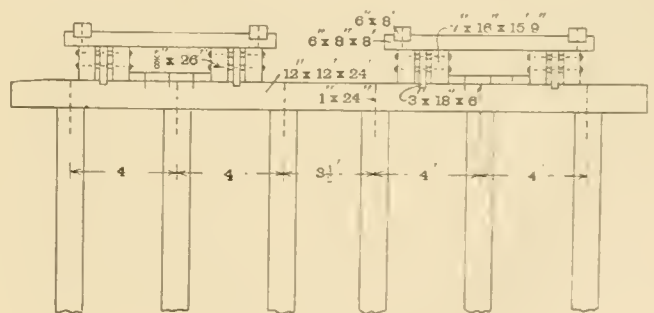 6" x 8'
6" x 8" x 8'
7" x 16" x 15' 9"
⅞" x 26"
12" x 12' x 24'
1" x 24"
3" x 18" x 6'
4' 4' 3½' 4' 4'